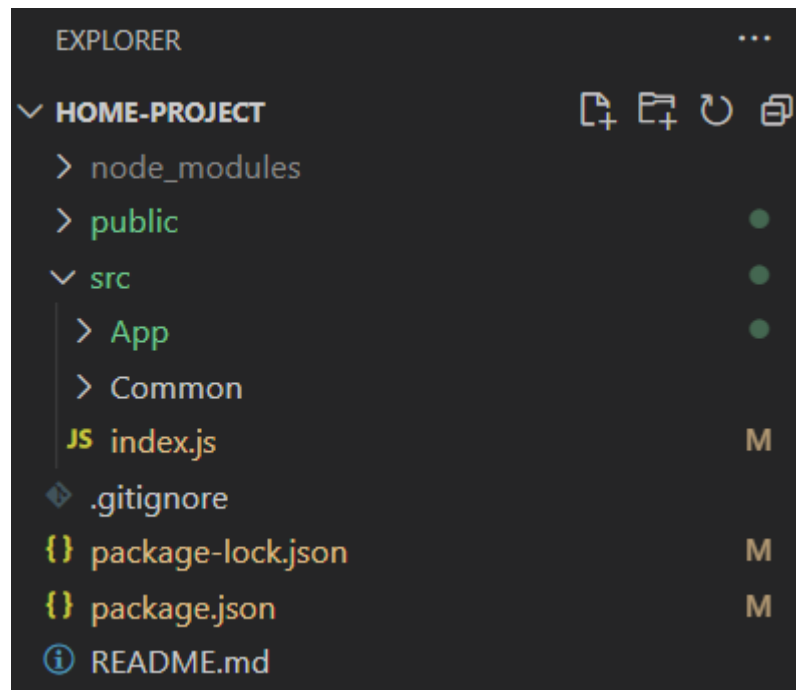 EXPLORER
HOME-PROJECT
node_modules
public
src
App
Common
JS index.js M
.gitignore
{} package-lock.json M
{} package.json M
README.md